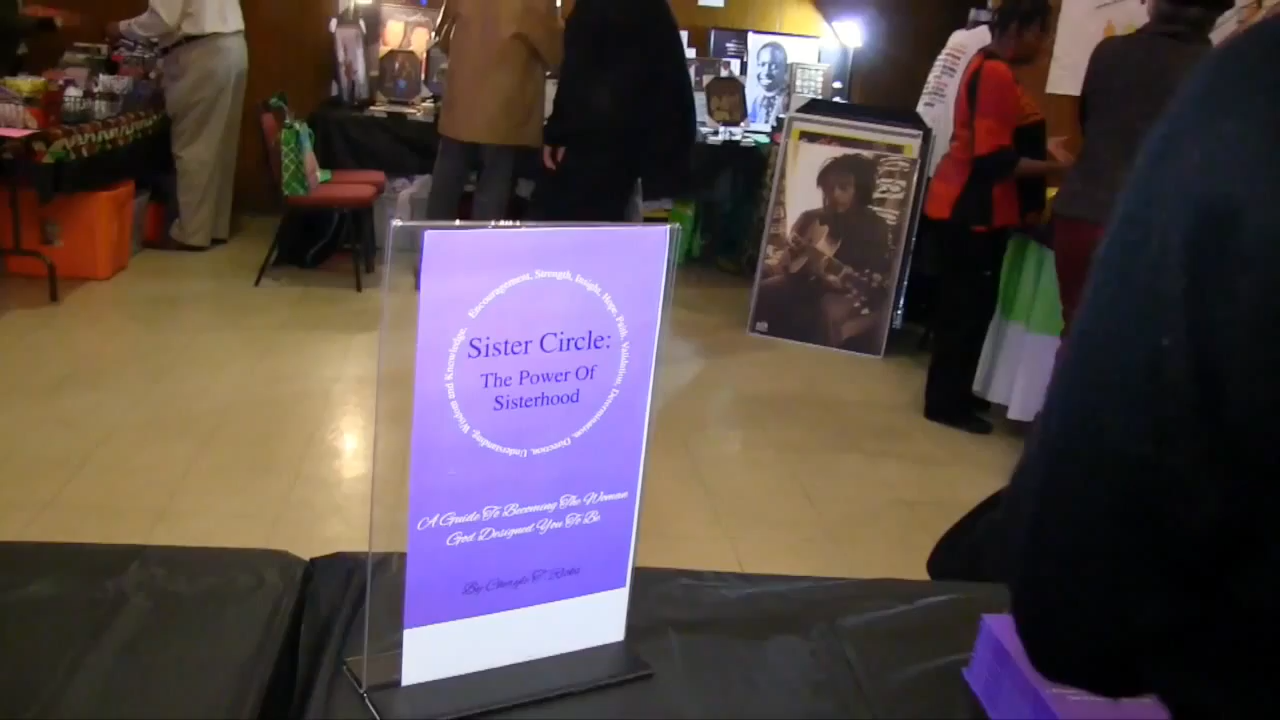 Encouragement, Strength, Insight, Hope, Faith, Validation, Determination, Direction, Understanding, Wisdom and Knowledge.
Sister Circle:
The Power Of
Sisterhood
A Guide To Becoming The Woman
God Designed You To Be
By